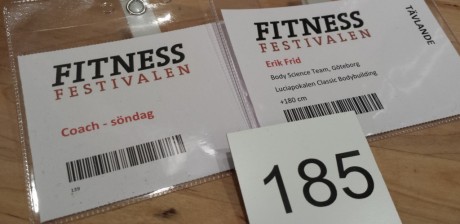 FITNESS
FESTIVALEN
Coach - söndag
139
FITNESS
FESTIVALEN
TÄVLANDE
Erik Frid
Body Science Team, Göteborg
Luciapokalen Classic Bodybuilding
+180 cm
185